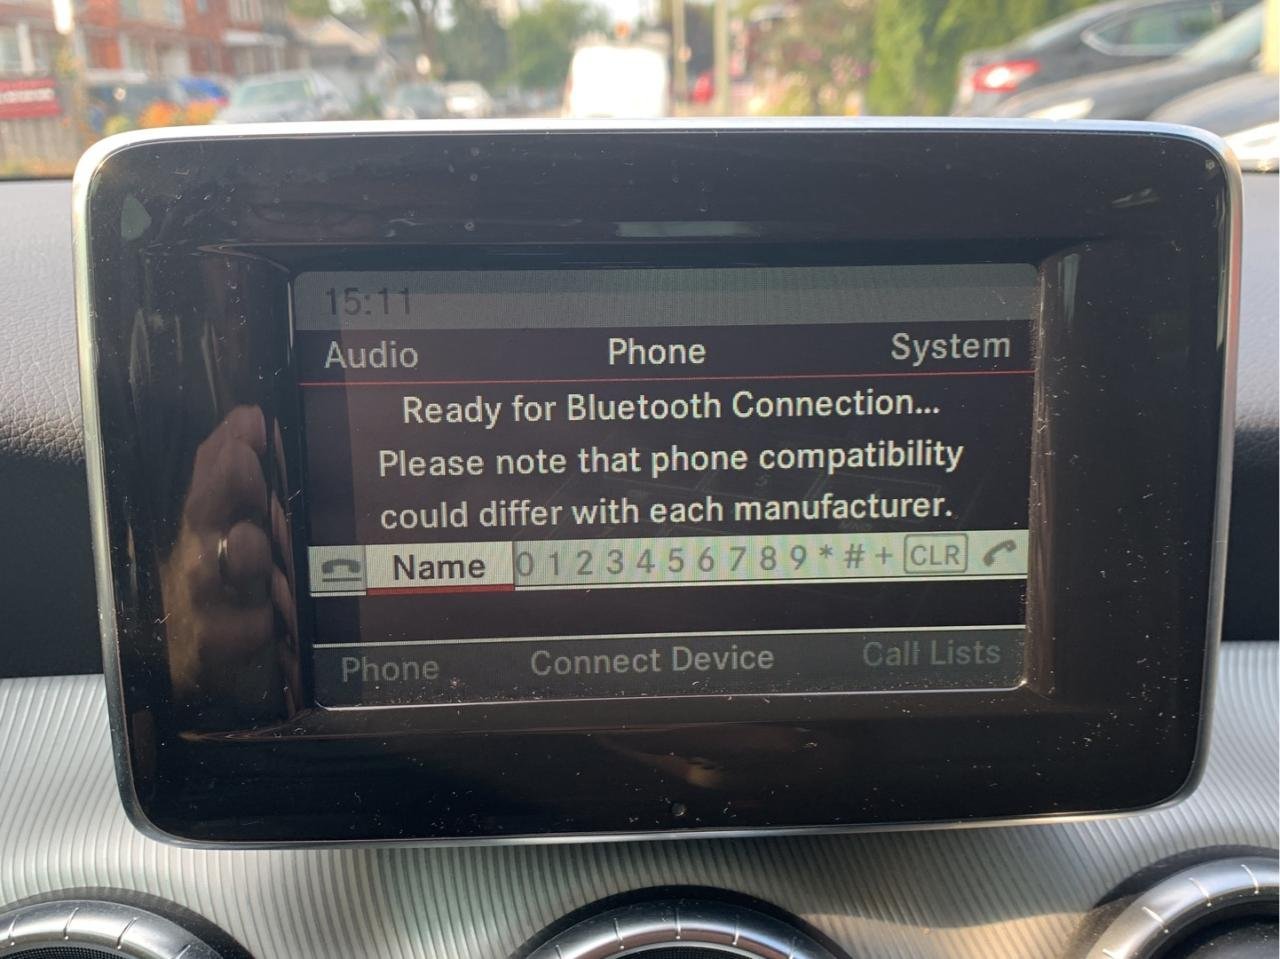 15:11
Audio Phone System
Ready for Bluetooth Connection...
Please note that phone compatibility
could differ with each manufacturer.
Name 0 1 2 3 4 5 6 7 8 9 * # + CLR
Phone Connect Device Call Lists